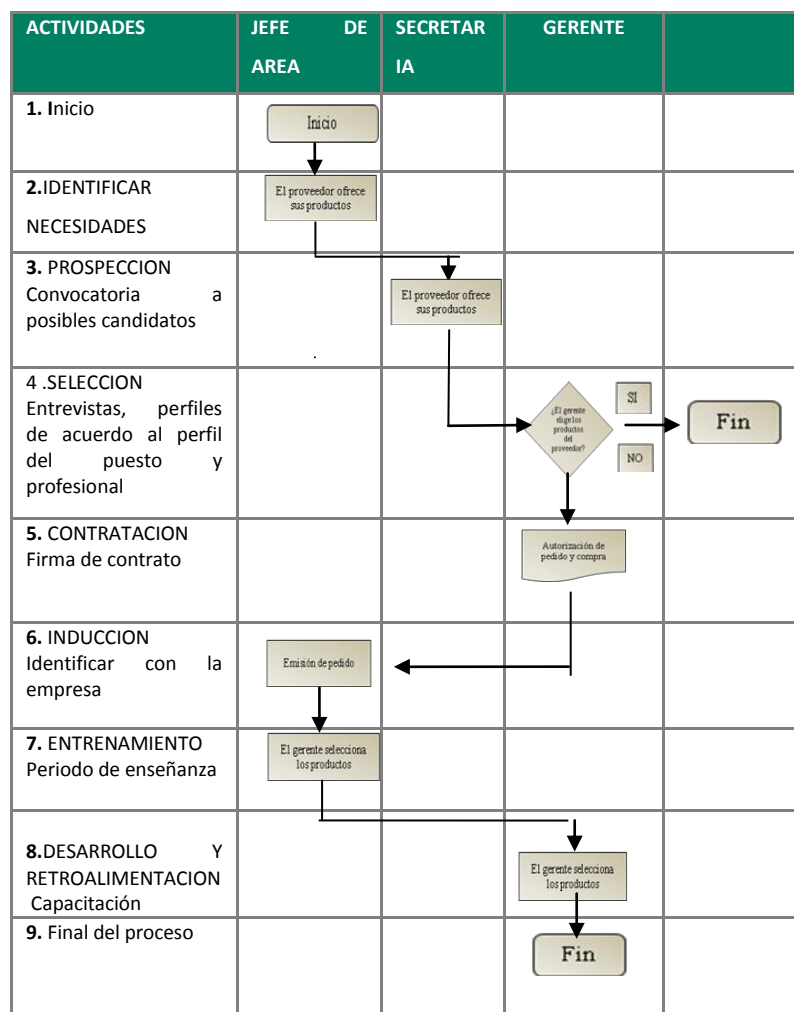 ACTIVIDADES
JEFE DE
AREA
SECRETAR
IA
GERENTE
1. Inicio
Inicio
2.IDENTIFICAR
NECESIDADES
El proveedor ofrece
sus productos
3. PROSPECCION
Convocatoria a
posibles candidatos
.
El proveedor ofrece
sus productos
4 .SELECCION
Entrevistas, perfiles
de acuerdo al perfil
del puesto y
profesional
¿El gerente
elige los
productos
del
proveedor?
SI
NO
Fin
5. CONTRATACION
Firma de contrato
Autorización de
pedido y compra
6. INDUCCION
Identificar con la
empresa
Emisión de pedido
7. ENTRENAMIENTO
Periodo de enseñanza
El gerente selecciona
los productos
8.DESARROLLO Y
RETROALIMENTACION
Capacitación
El gerente selecciona
los productos
9. Final del proceso
Fin